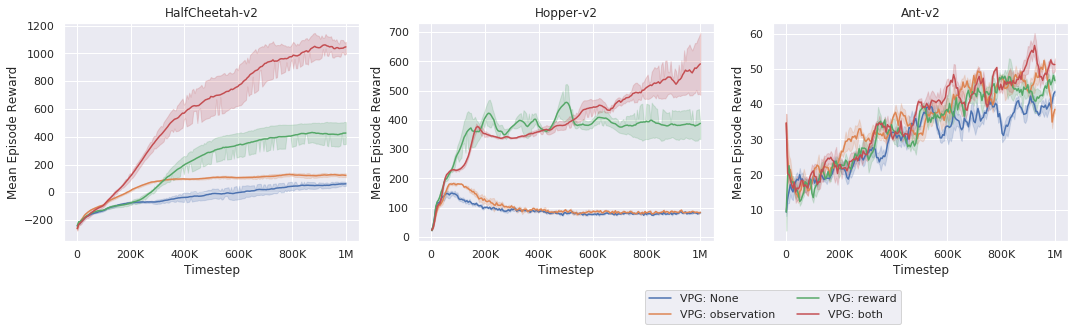 HalfCheetah-v2
Mean Episode Reward
1200
1000
800
600
400
200
0
−200
0 200K 400K 600K 800K 1M
Timestep
Hopper-v2
Mean Episode Reward
700
600
500
400
300
200
100
0
0 200K 400K 600K 800K 1M
Timestep
Ant-v2
Mean Episode Reward
60
50
40
30
20
10
0 200K 400K 600K 800K 1M
Timestep
VPG: None
VPG: observation
VPG: reward
VPG: both